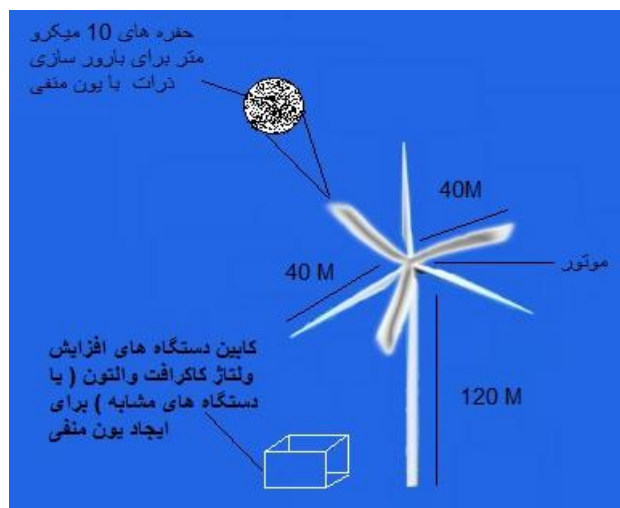 حفره های 10 میکرو
متر برای بارور سازی
ذرات با یون منفی
40M
40 M
موتور
کابین دستگاه های افزایش
ولتاژ کاکرافت والتون ( یا
دستگاه های مشابه ) برای
ایجاد یون منفی
120 M